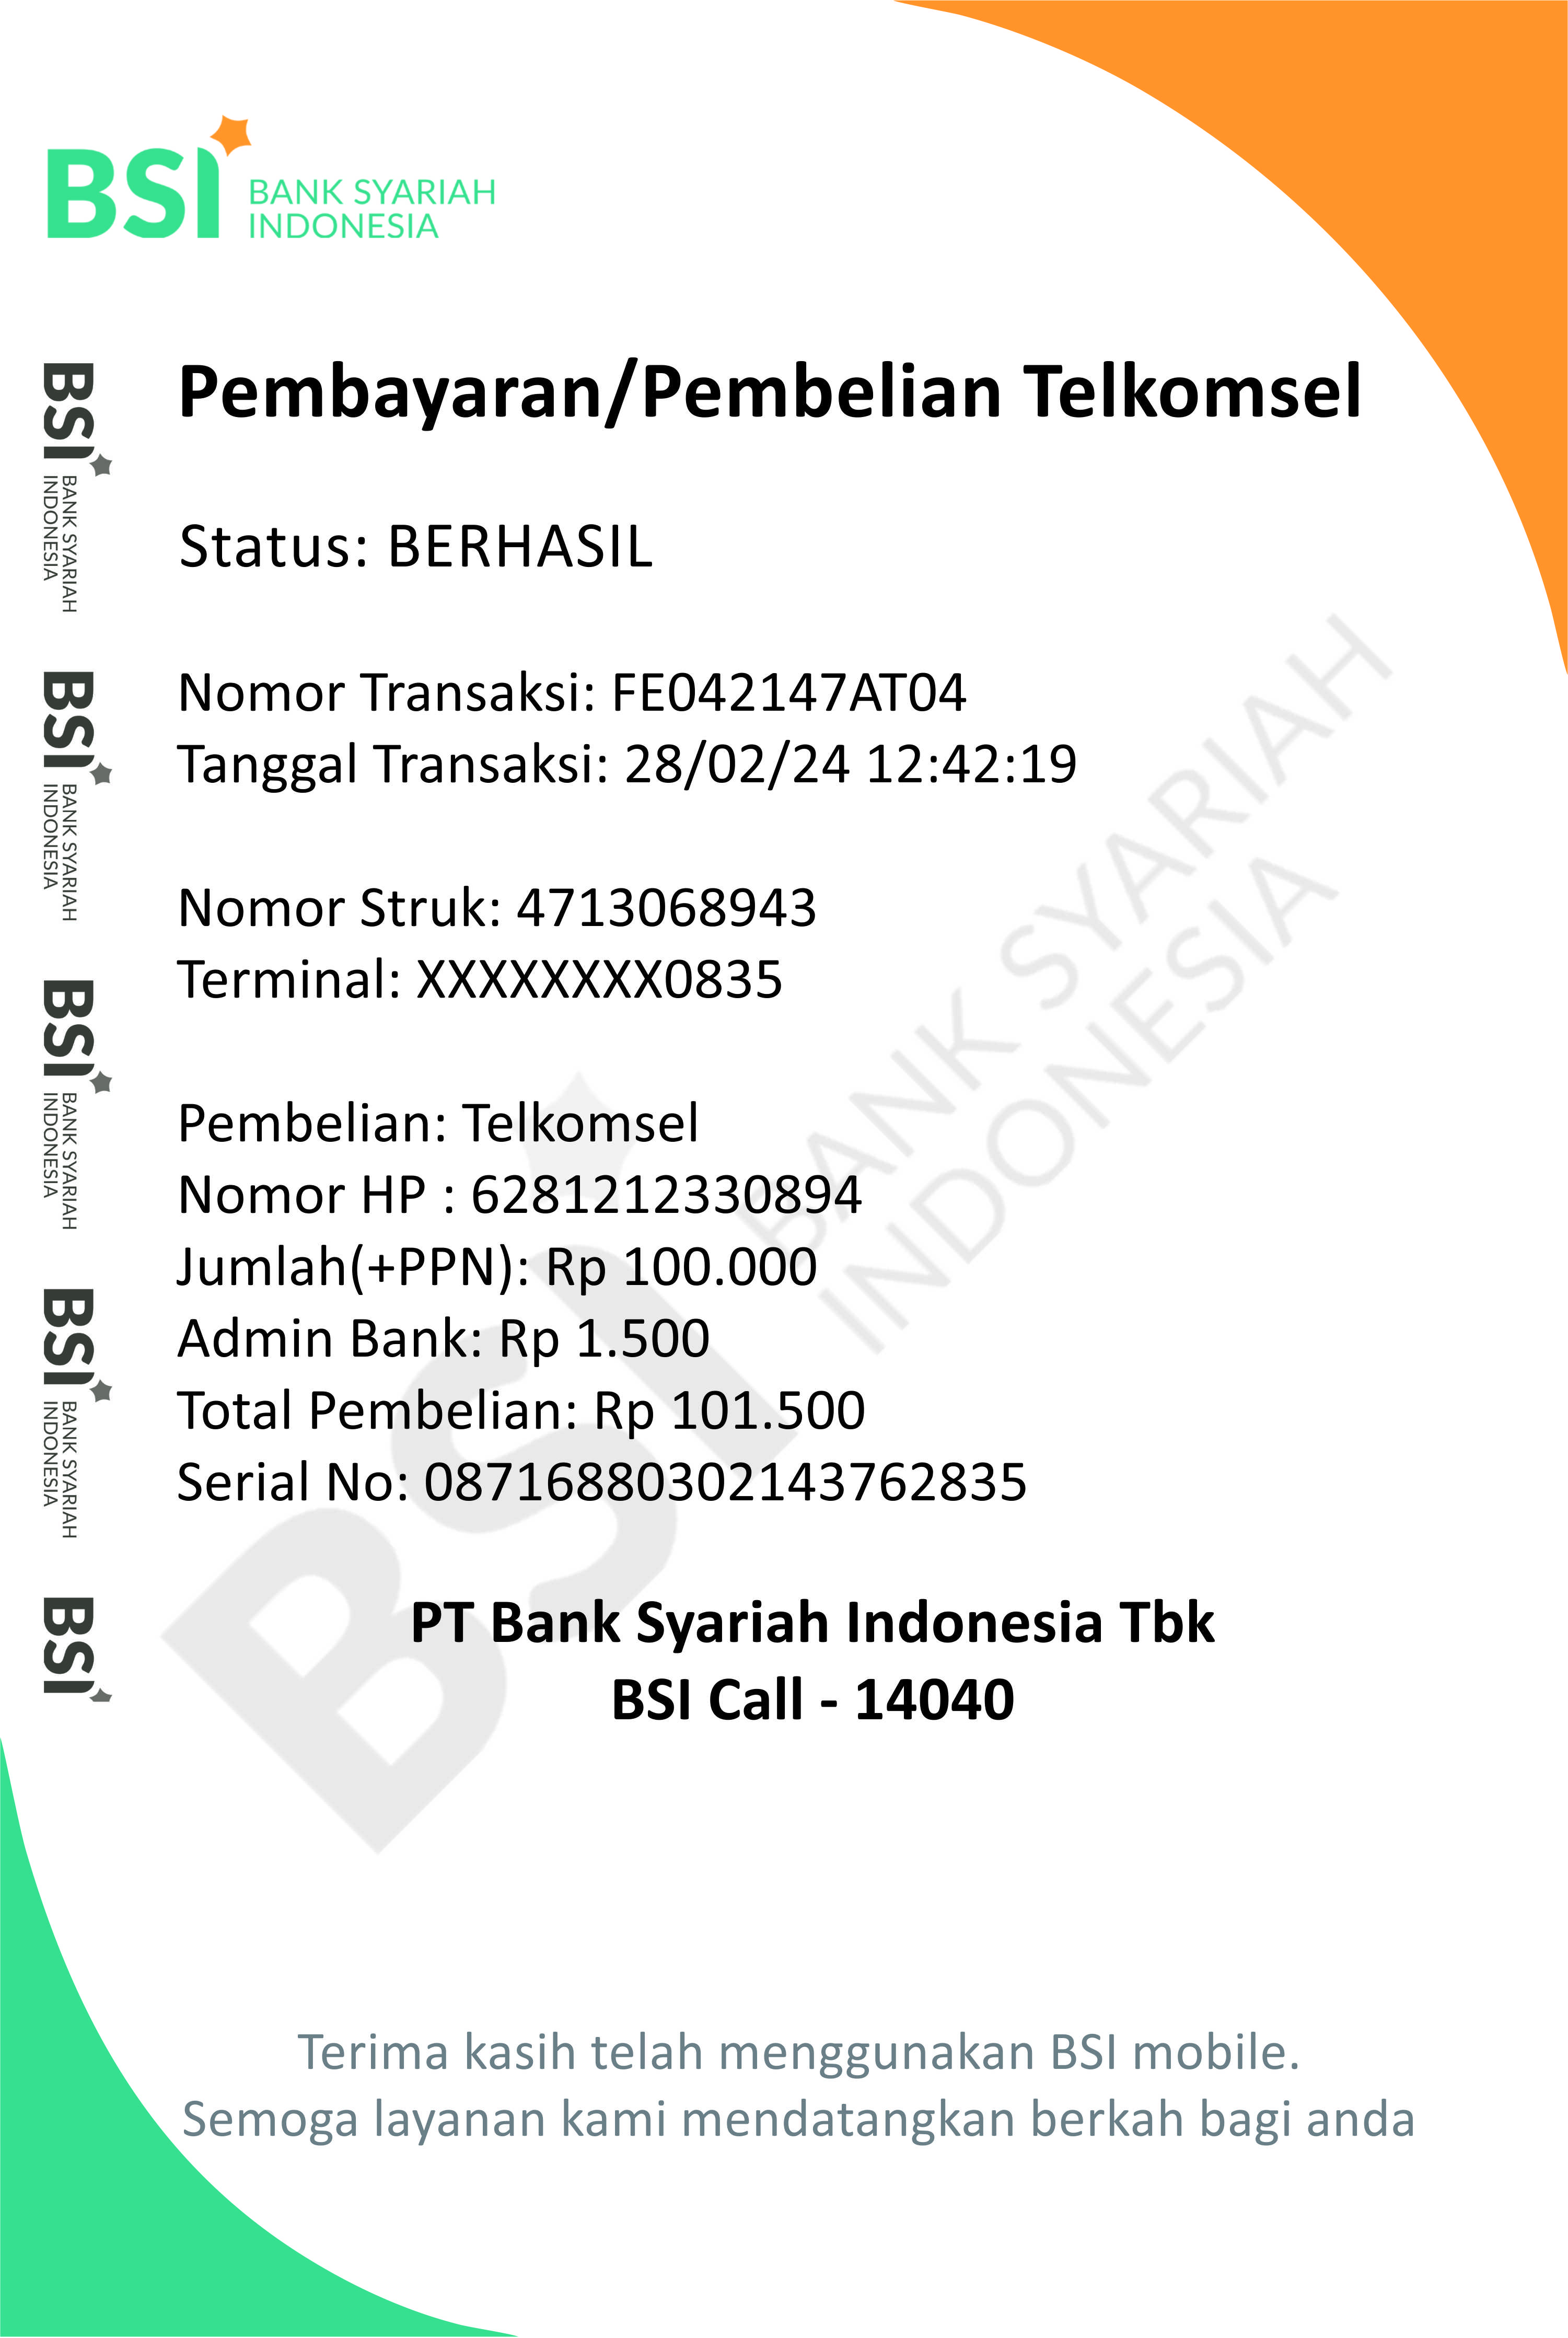 BSI BANK SYARIAH
INDONESIA
Pembayaran/Pembelian Telkomsel
Status: BERHASIL
Nomor Transaksi: FE042147AT04
Tanggal Transaksi: 28/02/24 12:42:19
Nomor Struk: 4713068943
Terminal: XXXXXXXX0835
Pembelian: Telkomsel
Nomor HP : 6281212330894
Jumlah(+PPN): Rp 100.000
Admin Bank: Rp 1.500
Total Pembelian: Rp 101.500
Serial No: 08716880302143762835
PT Bank Syariah Indonesia Tbk
BSI Call - 14040
Terima kasih telah menggunakan BSI mobile.
Semoga layanan kami mendatangkan berkah bagi anda
BSI BANK SYARIAH
INDONESIA
BSI BANK SYARIAH
INDONESIA
BSI BANK SYARIAH
INDONESIA
BSI BANK SYARIAH
INDONESIA
BSI
BSI BANK SYARIAH
INDONESIA